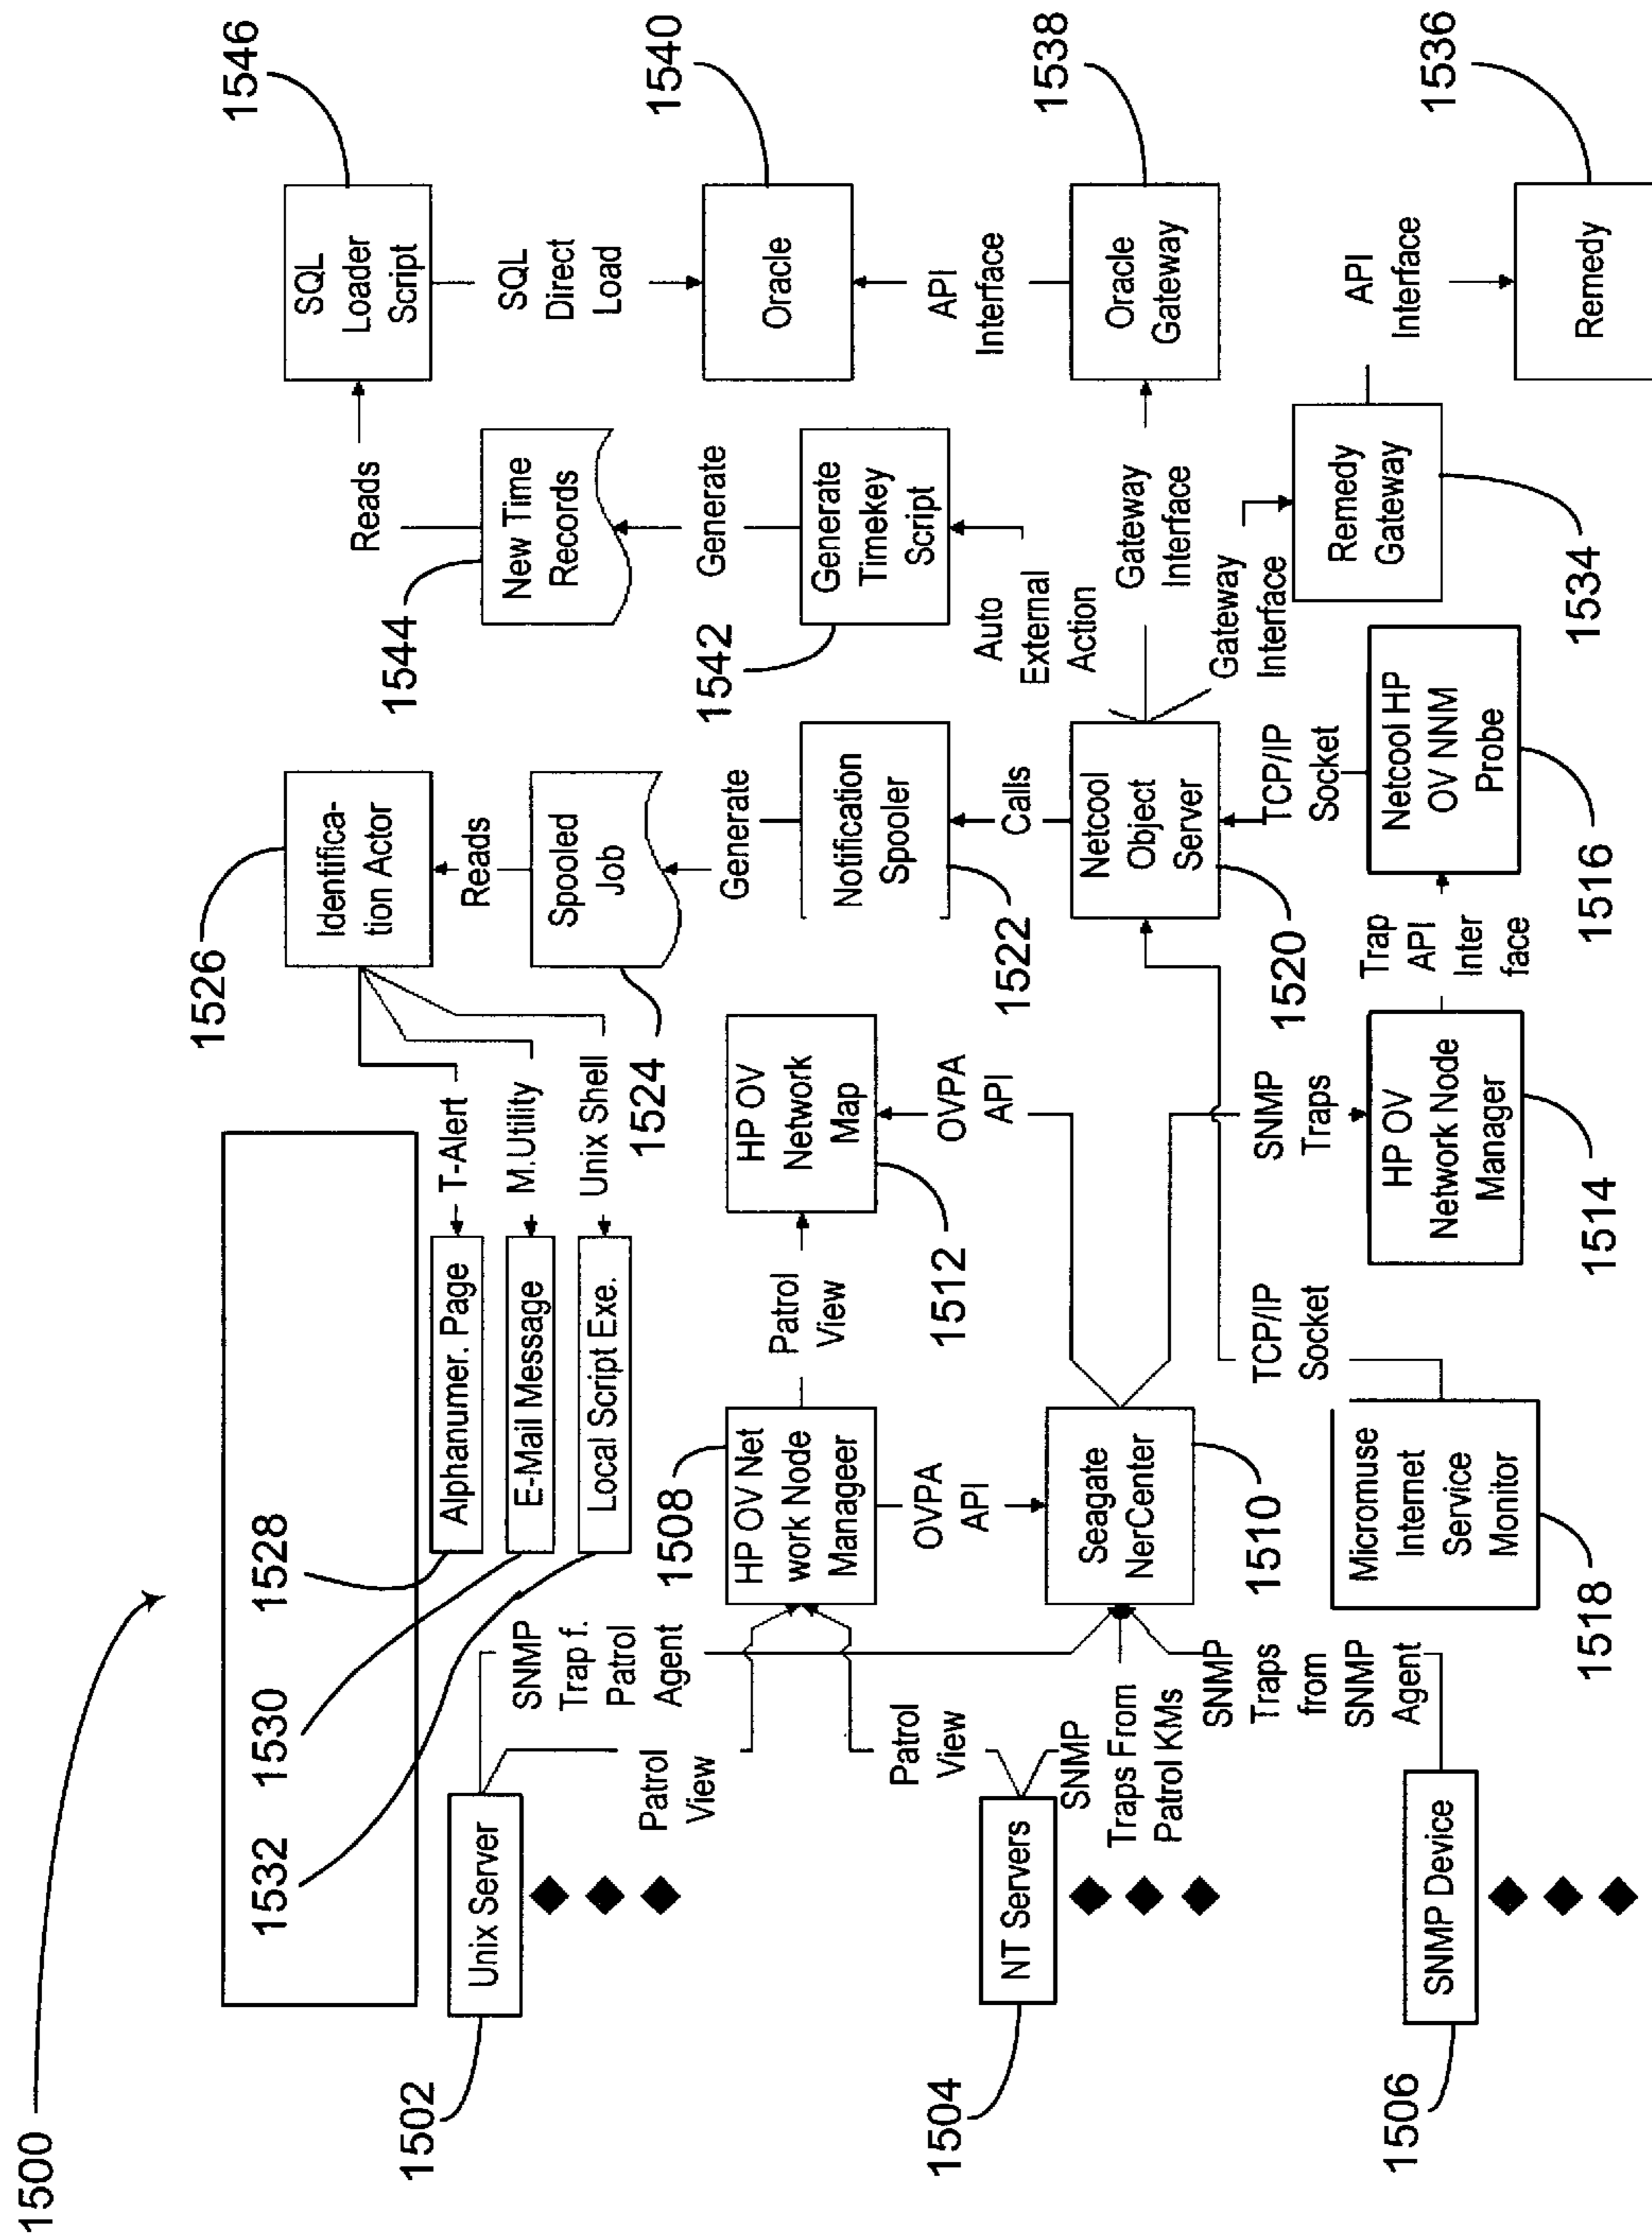 1500
1532
1530
1528
1526
1546
Alphanumer. Page
T-Alert
E-Mail Message
M.Utility
Local Script Exe.
Unix Shell
Identifica-
tion Actor
Reads
Spooled
Job
1524
Generate
SQL
Loader
Script
Reads
New Time
Records
1544
Generate
SQL
Direct
Load
1502
Unix Server
SNMP
Trap f.
Patrol
Agent
Patrol
View
1508
HP OV Net
work Node
Manageer
Patrol
View
HP OV
Network
Map
1512
Notification
Spooler
1522
1542
Generate
Timekey
Script
Oracle
1540
Patrol
View
OVPA
API
OVPA
API
Calls
Auto
External
Action
API
Interface
1504
NT Servers
SNMP
Traps From
Patrol KMs
Seagate
NerCenter
1510
Netcool
Object
Server
1520
Gateway
Interface
Oracle
Gateway
1538
SNMP
Traps
from
SNMP
Agent
TCP/IP
Socket
SNMP
Traps
TCP/IP
Socket
Gateway
Interface
Remedy
Gateway
1534
API
Interface
1506
SNMP Device
Micromuse
Internet
Service
Monitor
1518
HP OV
Network Node
Manager
1514
Trap
API
Inter
face
Netcool HP
OV NNM
Probe
1516
Remedy
1536